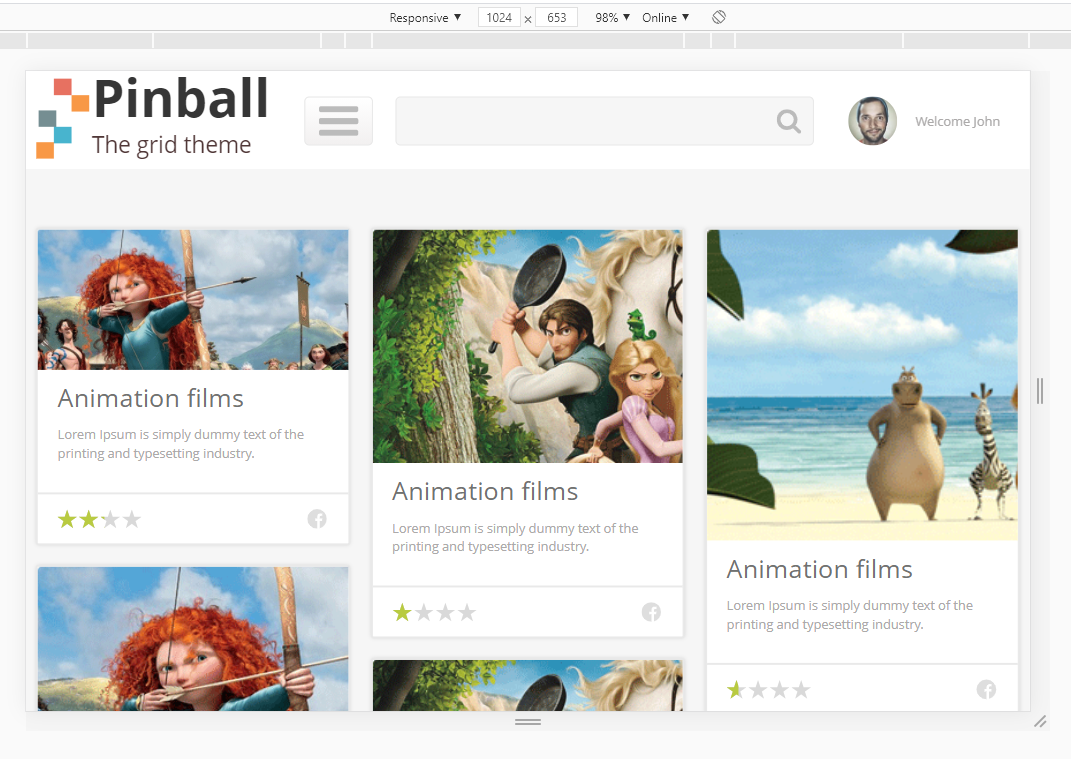 Responsive ▼ 1024 × 653 98% ▼ Online ▼
Pinball
The grid theme
Welcome John
Animation films
Lorem Ipsum is simply dummy text of the
printing and typesetting industry.
Animation films
Lorem Ipsum is simply dummy text of the
printing and typesetting industry.
Animation films
Lorem Ipsum is simply dummy text of the
printing and typesetting industry.